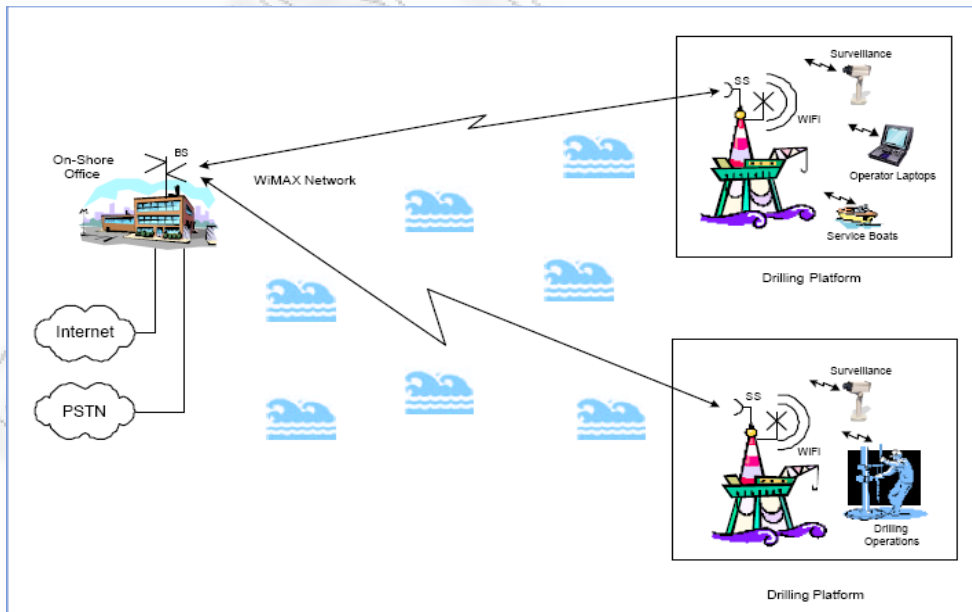 On-Shore
Office
BS
WiMAX Network
Internet
PSTN
SS
WIFI
Surveillance
Operator Laptops
Service Boats
Drilling Platform
SS
WIFI
Surveillance
Drilling
Operations
Drilling Platform